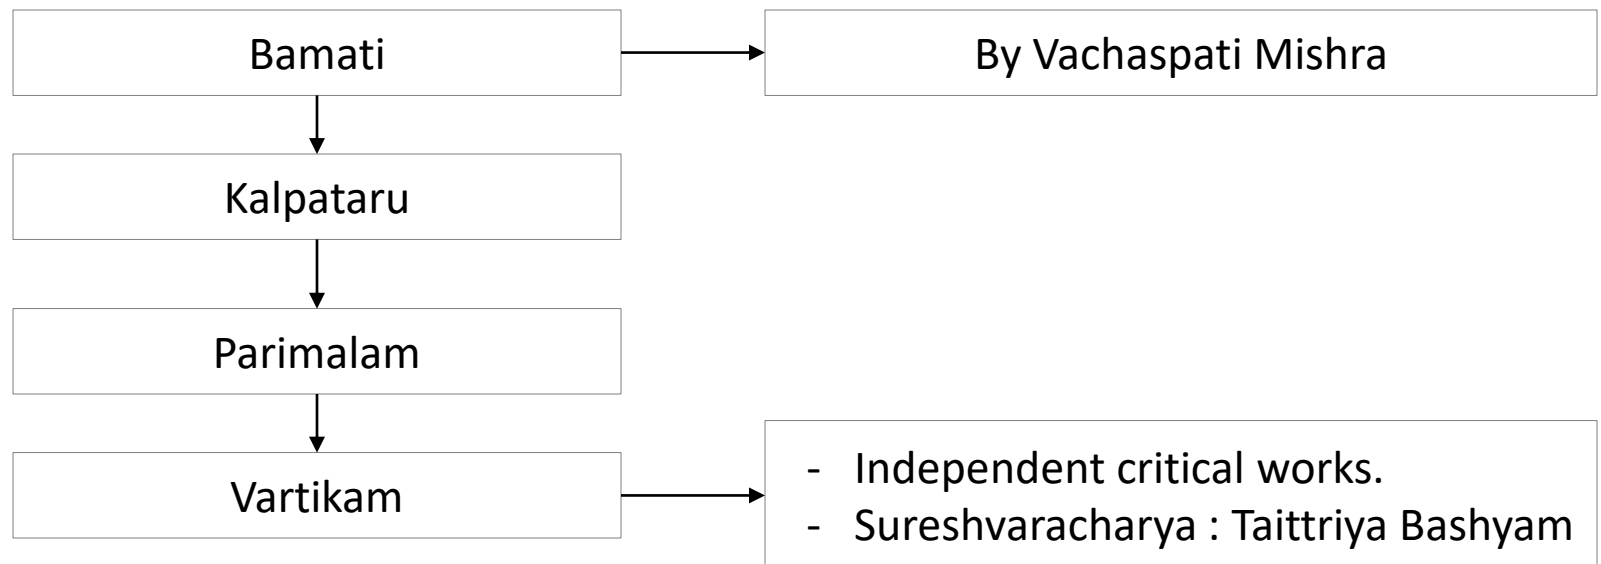 Bamati
By Vachaspati Mishra
Kalpataru
Parimalam
Vartikam
- Independent critical works.
- Sureshvaracharya : Taittriya Bashyam